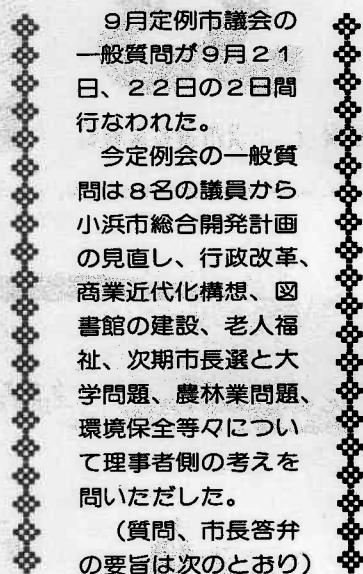 ９月定例市議会の
一般質問が９月２１
日、２２日の２日間
行なわれた。
　今定例会の一般質
問は８名の議員から
小浜市総合開発計画
の見直し、行政改革、
商業近代化構想、図
書館の建設、老人福
祉、次期市長選と大
学問題、農林業問題、
環境保全等々につい
て理事者側の考えを
問いただした。
　（質問、市長答弁
の要旨は次のとおり）